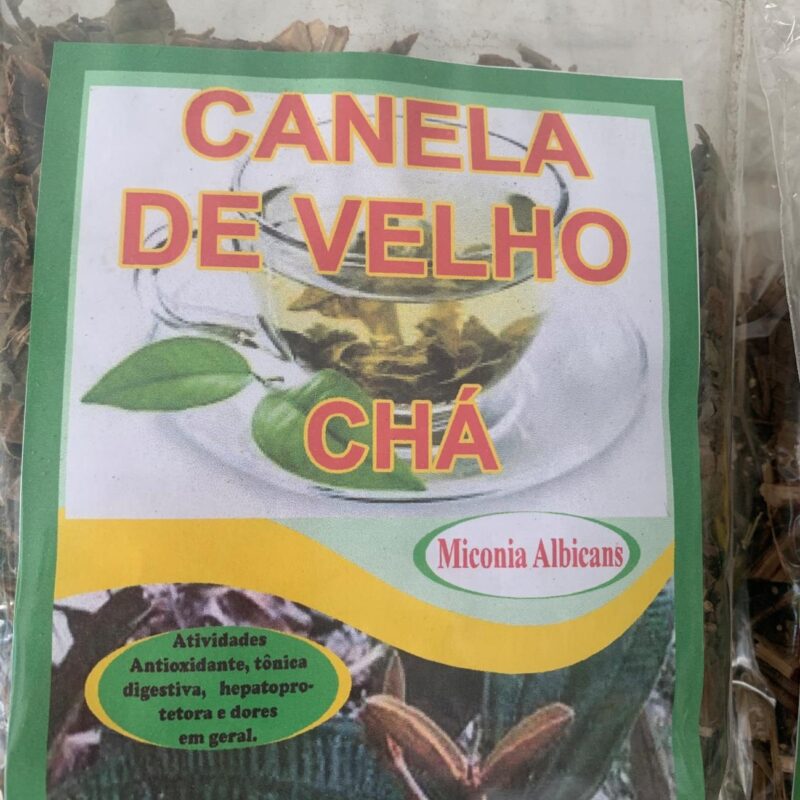 CANELA
DE VELHO
CHÁ
Miconia Albicans
Atividades
Antioxidante, tônica
digestiva, hepatopro-
tetora e dores
em geral.